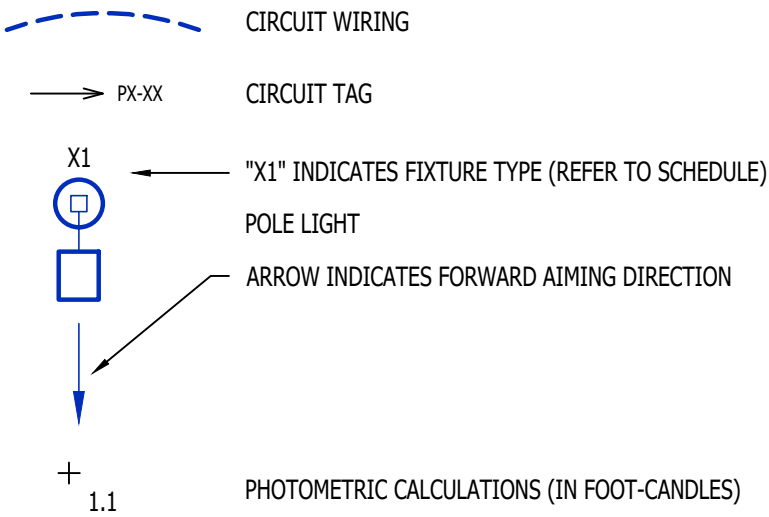 CIRCUIT WIRING
PX-XX CIRCUIT TAG
X1
"X1" INDICATES FIXTURE TYPE (REFER TO SCHEDULE)
POLE LIGHT
ARROW INDICATES FORWARD AIMING DIRECTION
1.1 PHOTOMETRIC CALCULATIONS (IN FOOT-CANDLES)